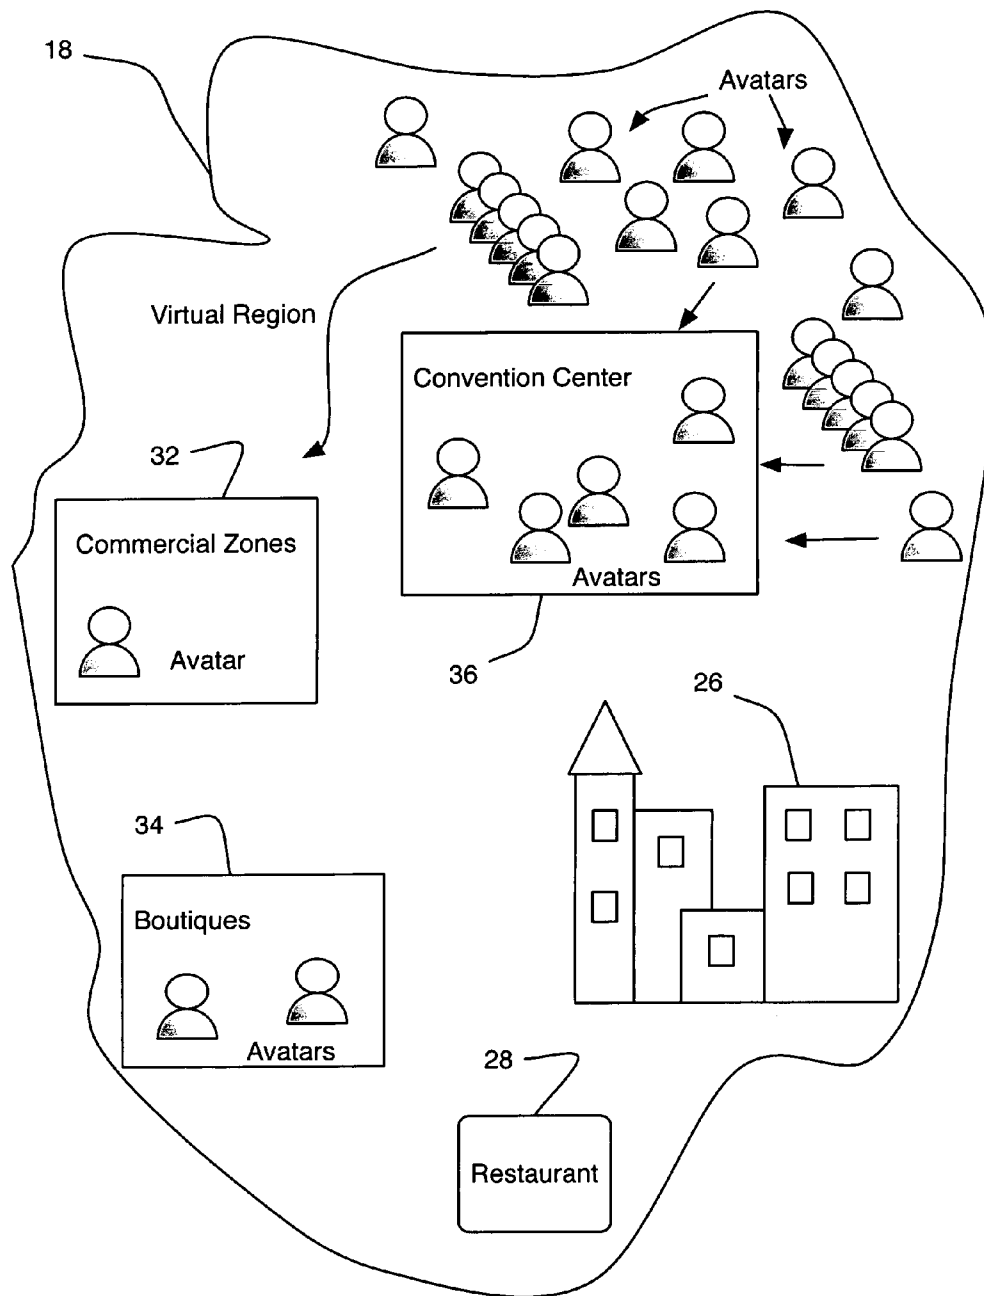 18
Avatars
Virtual Region
Convention Center
32
Commercial Zones
Avatars
Avatar
36
26
34
Boutiques
Avatars
28
Restaurant